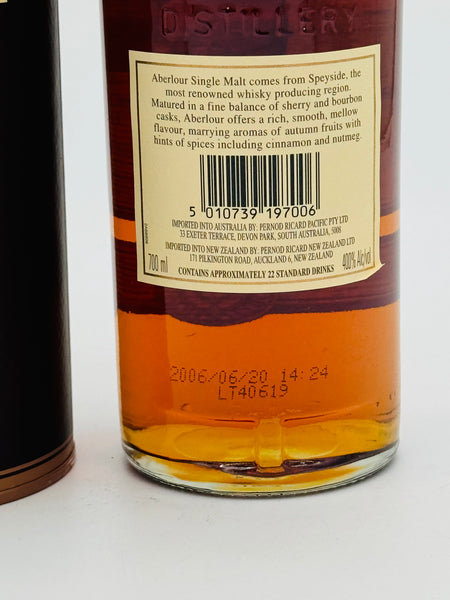 DISTILLERY
Aberlour Single Malt comes from Speyside, the
most renowned whisky producing region.
Matured in a fine balance of sherry and bourbon
casks, Aberlour offers a rich, smooth, mellow
flavour, marrying aromas of autumn fruits with
hints of spices including cinnamon and nutmeg.
5 010739 197006
IMPORTED INTO AUSTRALIA BY: PERNOD RICARD PACIFIC PTY LTD
33 EXETER TERRACE, DEVON PARK, SOUTH AUSTRALIA, 5008
IMPORTED INTO NEW ZEALAND BY: PERNOD RICARD NEW ZEALAND LTD
171 PILKINGTON ROAD, AUCKLAND 6, NEW ZEALAND
700 ml
40.0% Alc/vol
CONTAINS APPROXIMATELY 22 STANDARD DRINKS
2006/06/20 14:24
LT40619